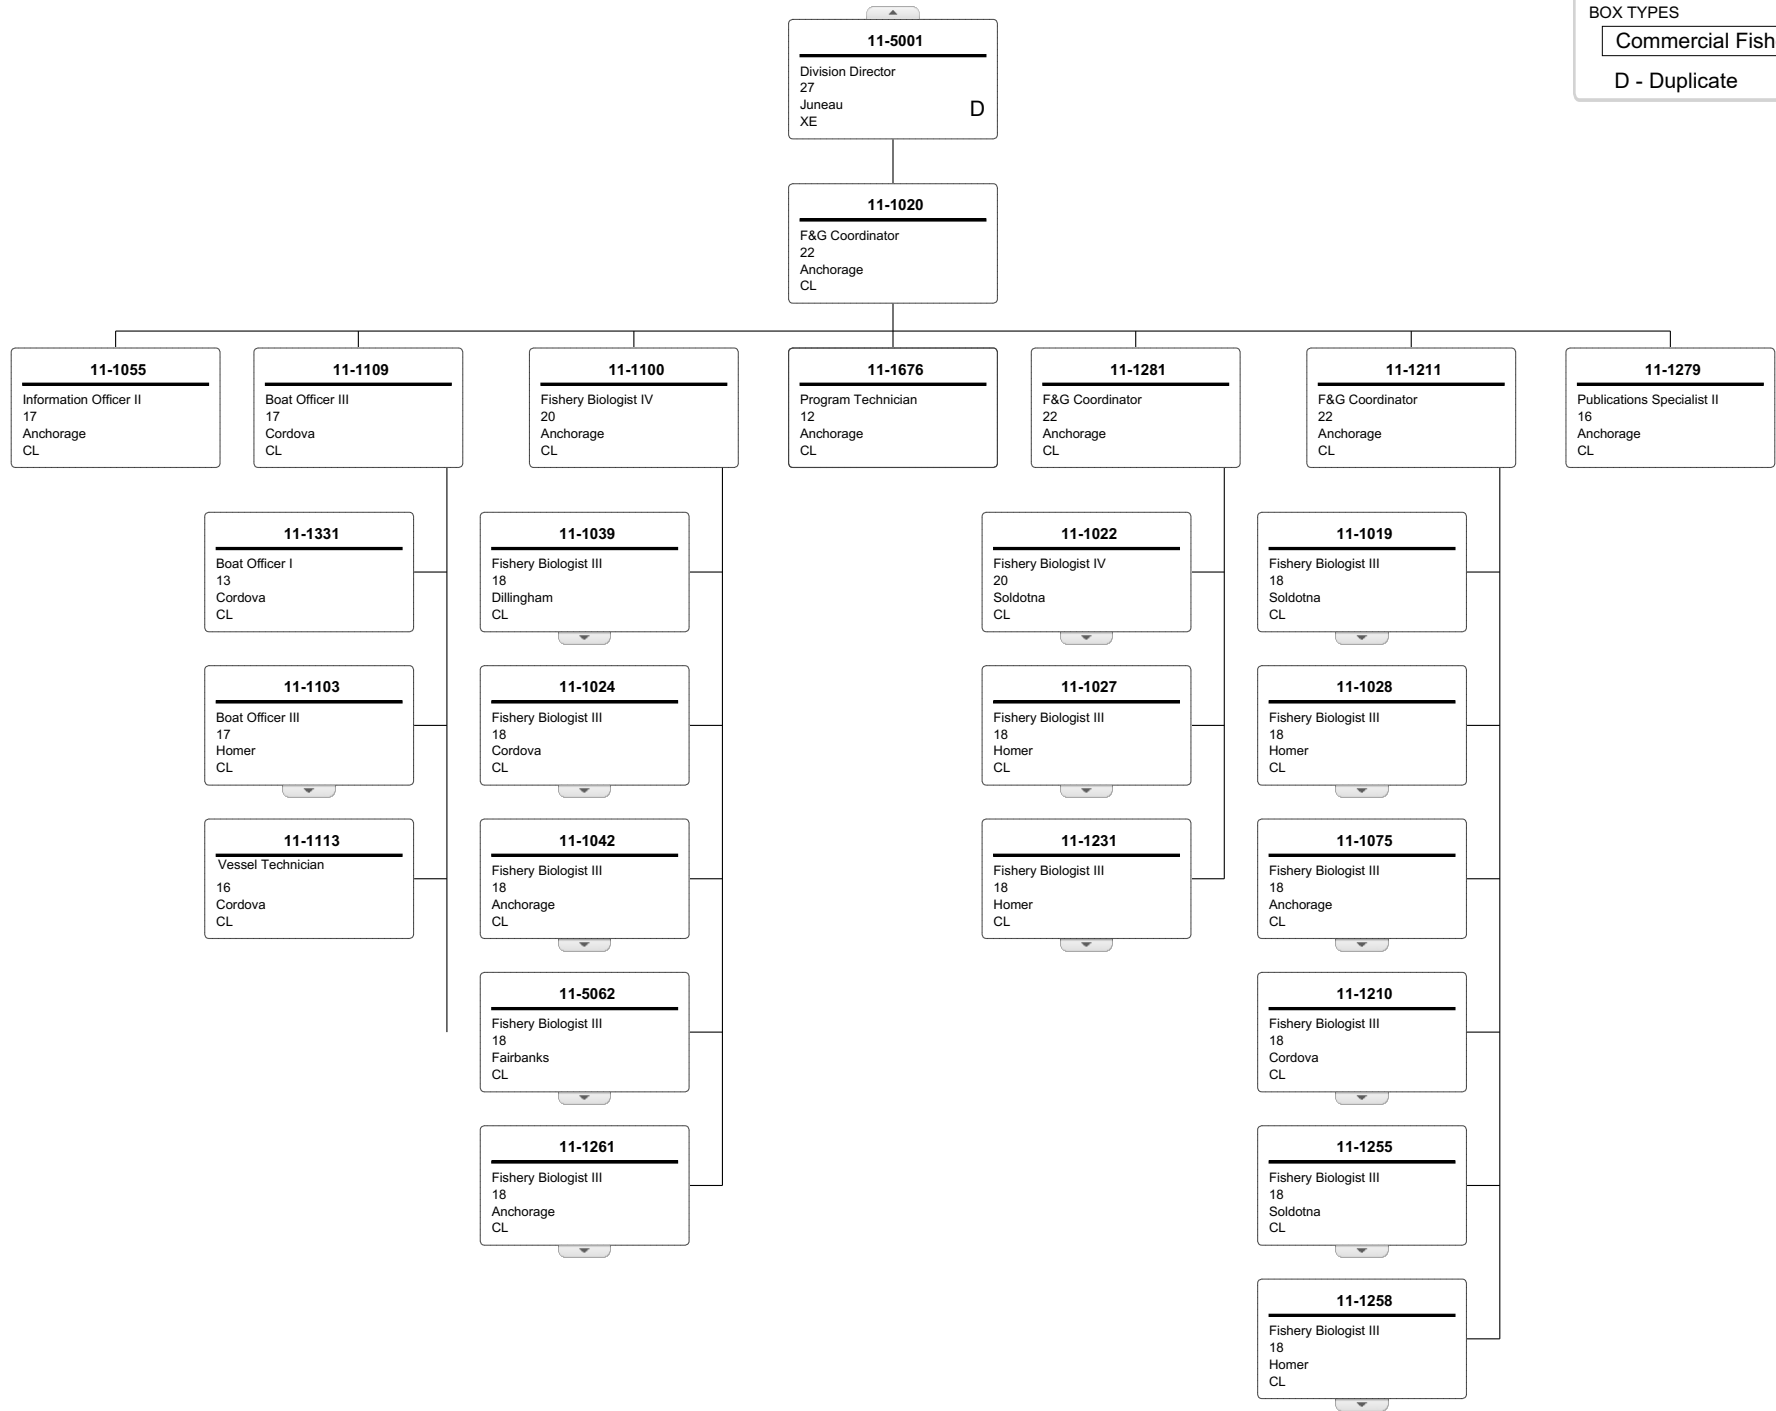 BOX TYPES
Commercial Fish
D - Duplicate
11-5001
Division Director
27
Juneau
XE
D
11-1020
F&G Coordinator
22
Anchorage
CL
11-1055
Information Officer II
17
Anchorage
CL
11-1109
Boat Officer III
17
Cordova
CL
11-1100
Fishery Biologist IV
20
Anchorage
CL
11-1676
Program Technician
12
Anchorage
CL
11-1281
F&G Coordinator
22
Anchorage
CL
11-1211
F&G Coordinator
22
Anchorage
CL
11-1279
Publications Specialist II
16
Anchorage
CL
11-1331
Boat Officer I
13
Cordova
CL
11-1039
Fishery Biologist III
18
Dillingham
CL
11-1022
Fishery Biologist IV
20
Soldotna
CL
11-1019
Fishery Biologist III
18
Soldotna
CL
11-1103
Boat Officer III
17
Homer
CL
11-1024
Fishery Biologist III
18
Cordova
CL
11-1027
Fishery Biologist III
18
Homer
CL
11-1028
Fishery Biologist III
18
Homer
CL
11-1113
Vessel Technician
16
Cordova
CL
11-1042
Fishery Biologist III
18
Anchorage
CL
11-1231
Fishery Biologist III
18
Homer
CL
11-1075
Fishery Biologist III
18
Anchorage
CL
11-5062
Fishery Biologist III
18
Fairbanks
CL
11-1210
Fishery Biologist III
18
Cordova
CL
11-1261
Fishery Biologist III
18
Anchorage
CL
11-1255
Fishery Biologist III
18
Soldotna
CL
11-1258
Fishery Biologist III
18
Homer
CL